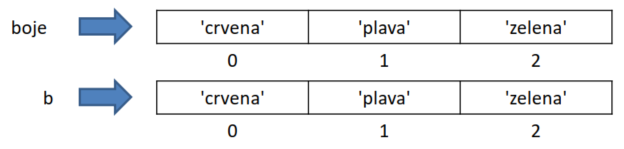 boje 'crvena' 'plava' 'zelena'
0 1 2
b 'crvena' 'plava' 'zelena'
0 1 2